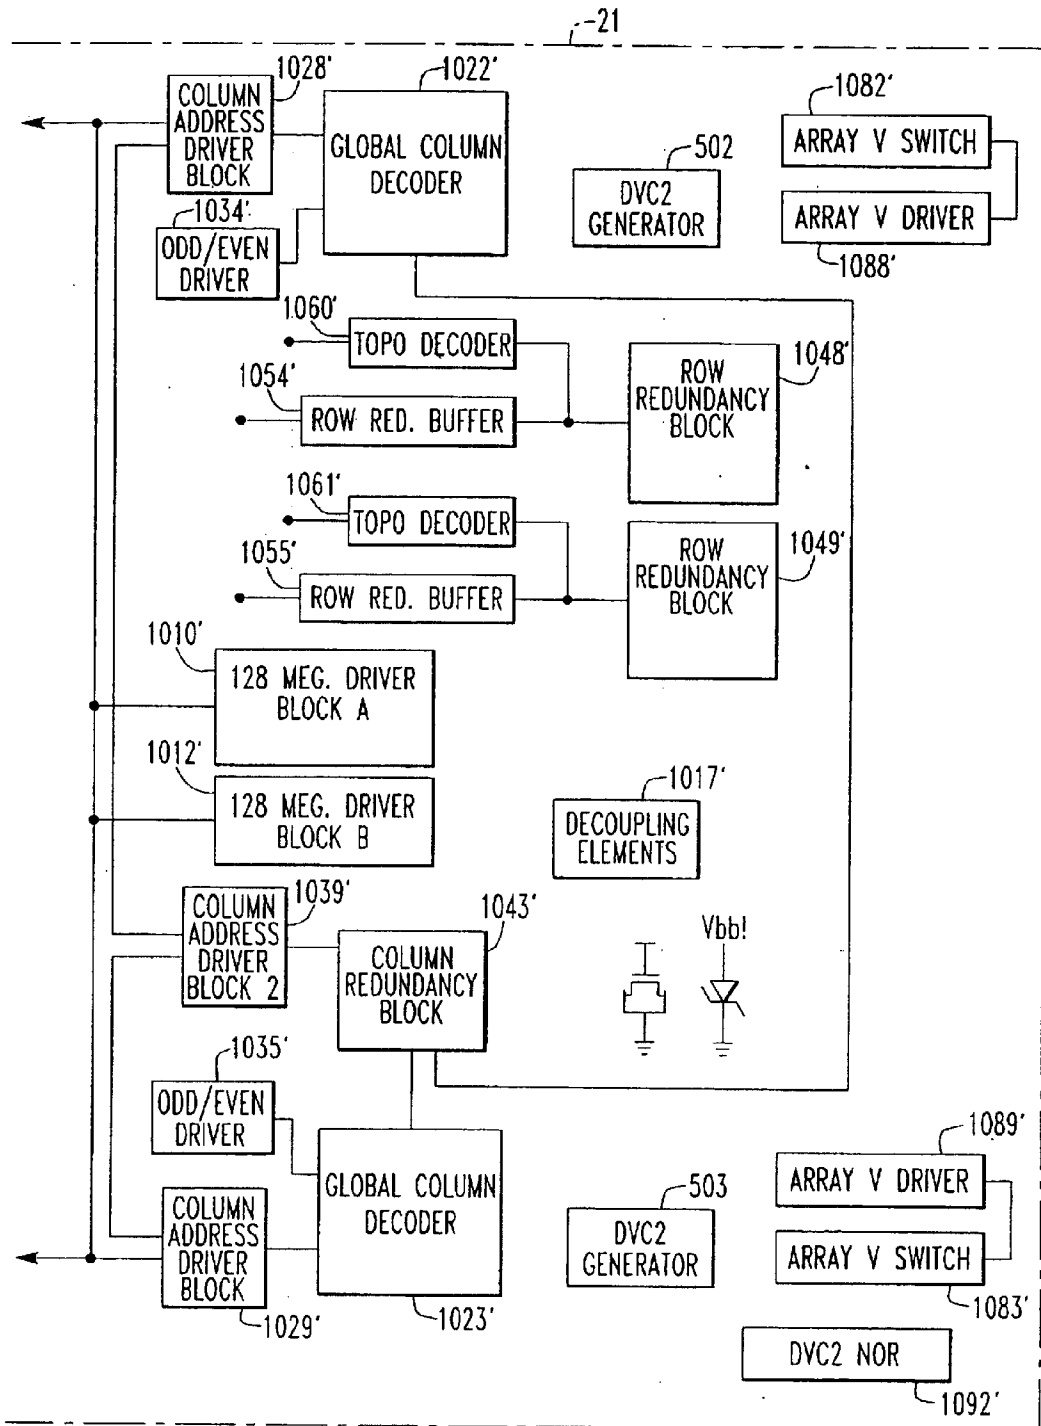 21
1028'
COLUMN
ADDRESS
DRIVER
BLOCK
1022'
GLOBAL COLUMN
DECODER
1082'
ARRAY V SWITCH
502
DVC2
GENERATOR
ARRAY V DRIVER
1088'
1034'
ODD/EVEN
DRIVER
1060'
TOPO DECODER
1048'
ROW
REDUNDANCY
BLOCK
1054'
ROW RED. BUFFER
1061'
TOPO DECODER
1049'
ROW
REDUNDANCY
BLOCK
1055'
ROW RED. BUFFER
1010'
128 MEG. DRIVER
BLOCK A
1012'
128 MEG. DRIVER
BLOCK B
1017'
DECOUPLING
ELEMENTS
1039'
COLUMN
ADDRESS
DRIVER
BLOCK 2
1043'
COLUMN
REDUNDANCY
BLOCK
Vbb!
1035'
ODD/EVEN
DRIVER
GLOBAL COLUMN
DECODER
1023'
COLUMN
ADDRESS
DRIVER
BLOCK
1029'
503
DVC2
GENERATOR
1089'
ARRAY V DRIVER
ARRAY V SWITCH
1083'
DVC2 NOR
1092'